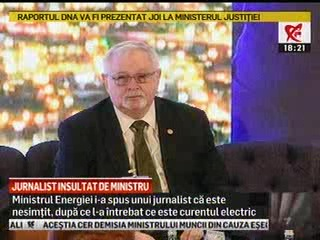 RAPORTUL DNA VA FI PREZENTAT JOI LA MINISTERUL JUSTIȚIEI
18:21
JURNALIST INSULTAT DE MINISTRU
Ministrul Energiei i-a spus unui jurnalist că este
nesimțit, după ce l-a întrebat ce este curentul electric
ALI
ACEȘTIA CER DEMISIA MINISTRULUI MUNCII DIN CAUZA EȘEC